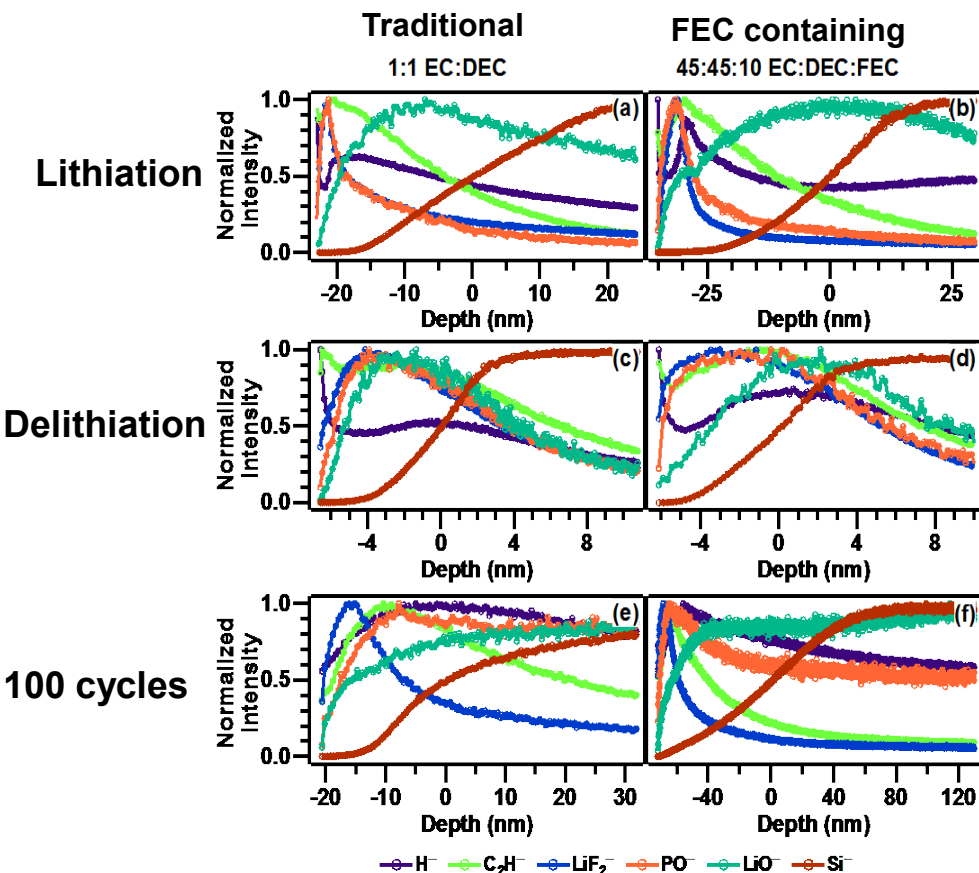 Traditional
FEC containing
1:1 EC:DEC
45:45:10 EC:DEC:FEC
Lithiation
Normalized
Intensity
1.0
0.5
0.0
(a)
-20
-10
0
10
20
Depth (nm)
(b)
-25
0
25
Depth (nm)
Delithiation
Normalized
Intensity
1.0
0.5
0.0
(c)
-4
0
4
8
Depth (nm)
(d)
-4
0
4
8
Depth (nm)
100 cycles
Normalized
Intensity
1.0
0.5
0.0
(e)
-20
-10
0
10
20
30
Depth (nm)
(f)
-40
0
40
80
120
Depth (nm)
H⁻ C₂H⁻ LiF₂⁻ PO⁻ LiO⁻ Si⁻